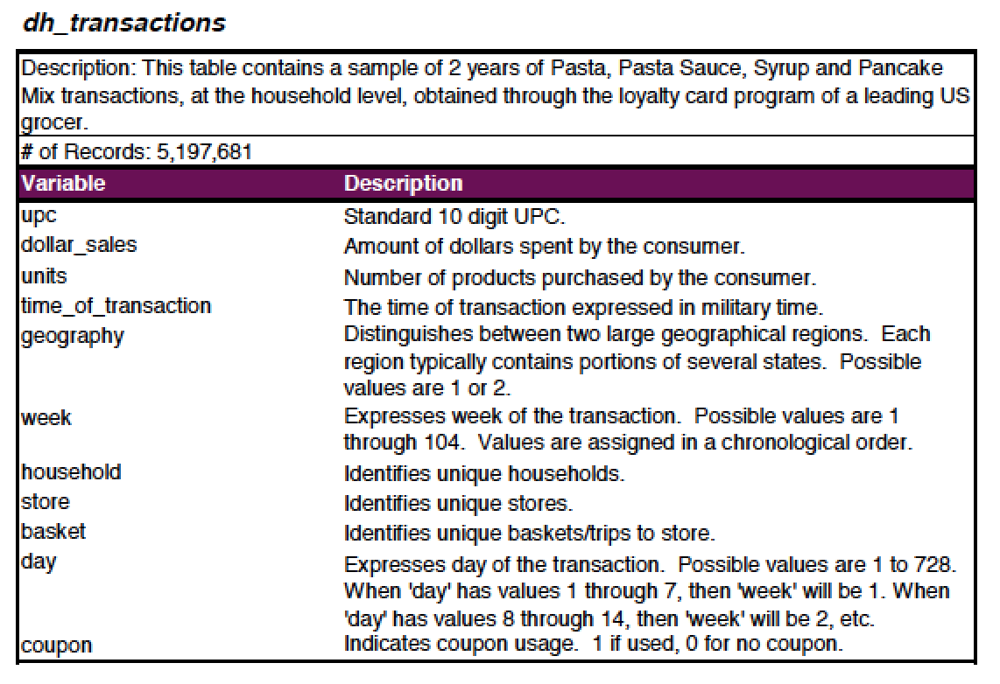 dh_transactions
Description: This table contains a sample of 2 years of Pasta, Pasta Sauce, Syrup and Pancake
Mix transactions, at the household level, obtained through the loyalty card program of a leading US
grocer.
# of Records: 5,197,681
Variable Description
upc Standard 10 digit UPC.
dollar_sales Amount of dollars spent by the consumer.
units Number of products purchased by the consumer.
time_of_transaction The time of transaction expressed in military time.
geography Distinguishes between two large geographical regions.  Each
region typically contains portions of several states.  Possible
values are 1 or 2.
week Expresses week of the transaction.  Possible values are 1
through 104.  Values are assigned in a chronological order.
household Identifies unique households.
store Identifies unique stores.
basket Identifies unique baskets/trips to store.
day Expresses day of the transaction.  Possible values are 1 to 728.
When 'day' has values 1 through 7, then 'week' will be 1. When
'day' has values 8 through 14, then 'week' will be 2, etc.
coupon Indicates coupon usage.  1 if used, 0 for no coupon.